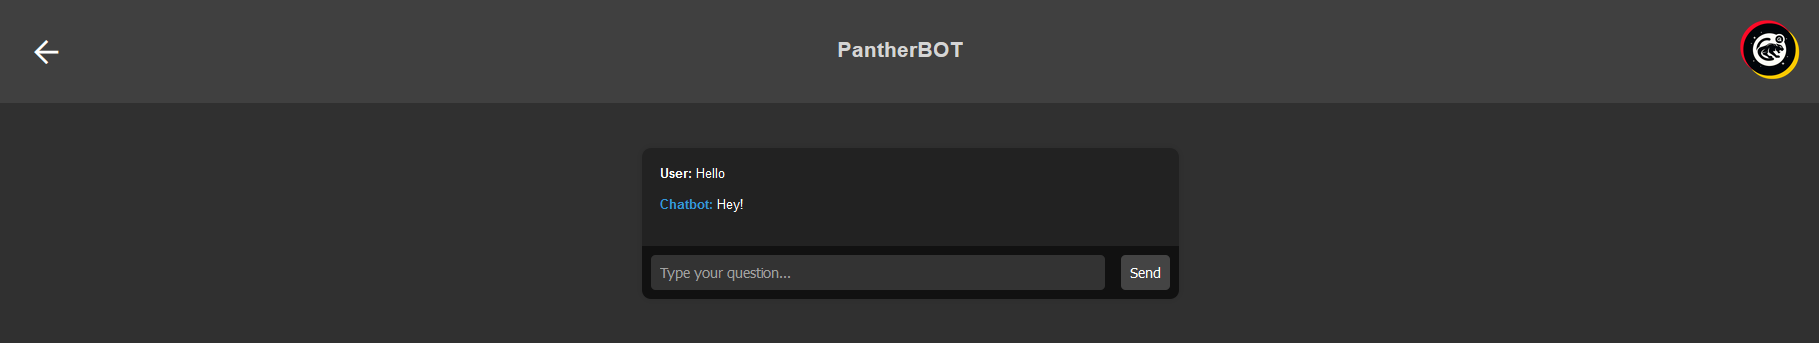 PantherBOT
User: Hello
Chatbot: Hey!
Type your question...
Send